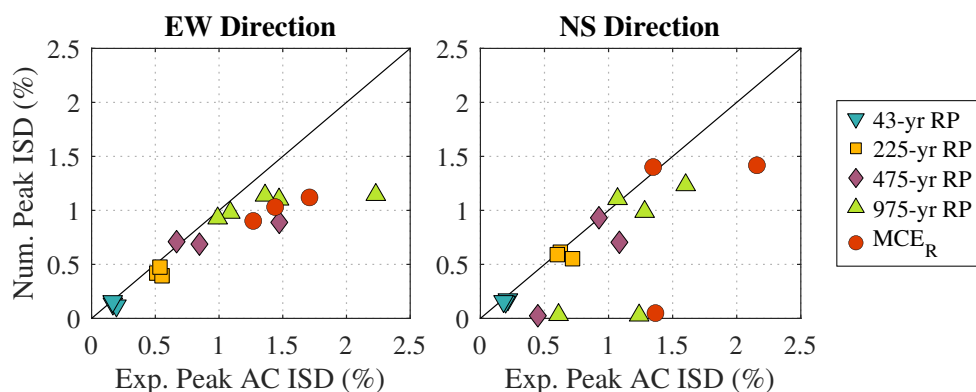 EW Direction
NS Direction
2.5
2
1.5
1
0.5
0
Num. Peak ISD (%)
0 0.5 1 1.5 2 2.5
Exp. Peak AC ISD (%)
2.5
2
1.5
1
0.5
0
0 0.5 1 1.5 2 2.5
Exp. Peak AC ISD (%)
43-yr RP
225-yr RP
475-yr RP
975-yr RP
MCE_R